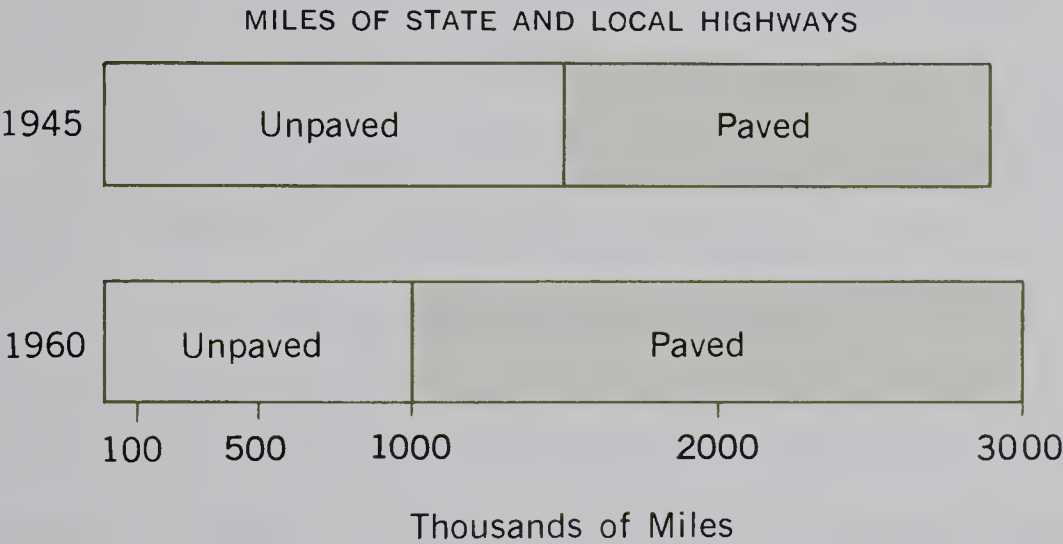 MILES OF STATE AND LOCAL HIGHWAYS
1945 Unpaved Paved
1960 Unpaved Paved
100 500 1000 2000 3000
Thousands of Miles